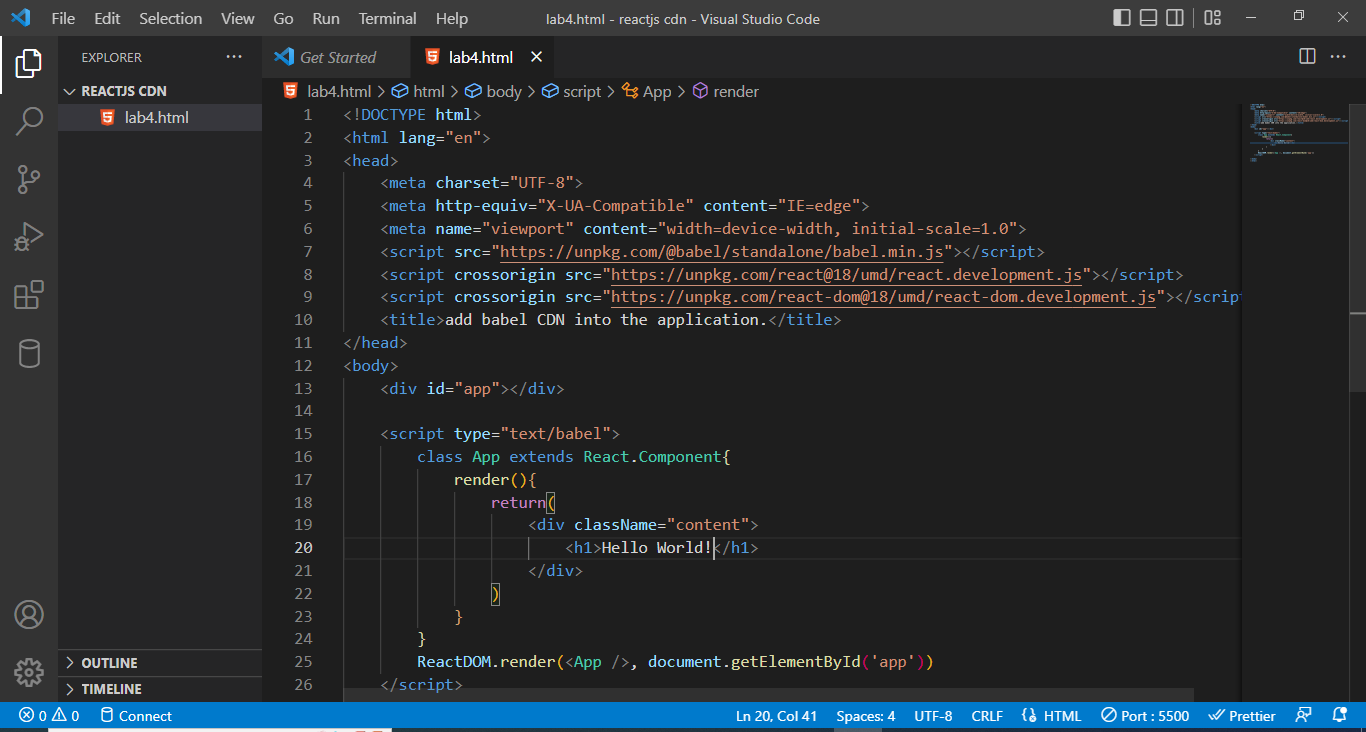 File Edit Selection View Go Run Terminal Help lab4.html - reactjs cdn - Visual Studio Code
EXPLORER
REACTJS CDN
lab4.html
OUTLINE
TIMELINE
Get Started lab4.html
lab4.html > html > body > script > App > render
1 <!DOCTYPE html>
2 <html lang="en">
3 <head>
4 <meta charset="UTF-8">
5 <meta http-equiv="X-UA-Compatible" content="IE=edge">
6 <meta name="viewport" content="width=device-width, initial-scale=1.0">
7 <script src="https://unpkg.com/@babel/standalone/babel.min.js"></script>
8 <script crossorigin src="https://unpkg.com/react@18/umd/react.development.js"></script>
9 <script crossorigin src="https://unpkg.com/react-dom@18/umd/react-dom.development.js"></script
10 <title>add babel CDN into the application.</title>
11 </head>
12 <body>
13 <div id="app"></div>
14
15 <script type="text/babel">
16 class App extends React.Component{
17 render(){
18 return(
19 <div className="content">
20 <h1>Hello World!</h1>
21 </div>
22 )
23 }
24 }
25 ReactDOM.render(<App />, document.getElementById('app'))
26 </script>
0 0 Connect Ln 20, Col 41 Spaces: 4 UTF-8 CRLF HTML Port : 5500 Prettier